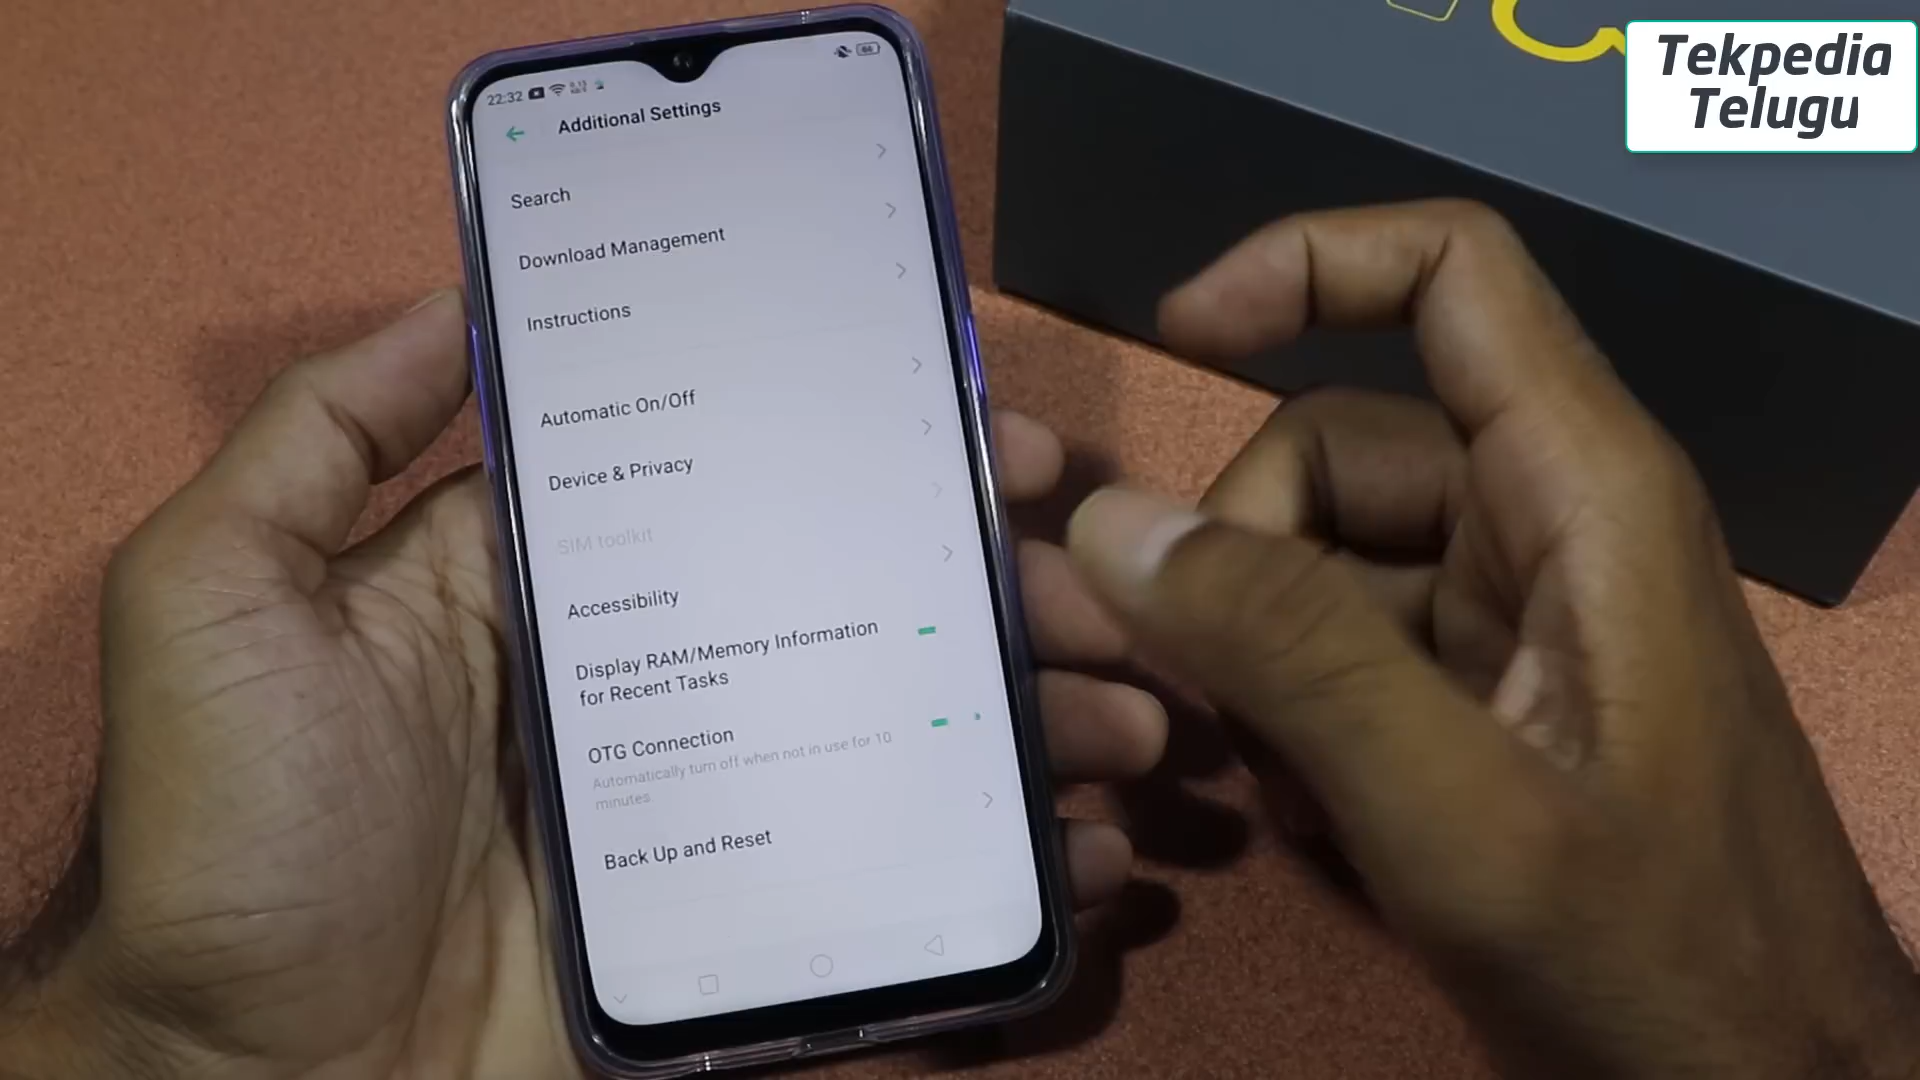 Tekpedia
Telugu
22:32
66
Additional Settings
Search
Download Management
Instructions
Automatic On/Off
Device & Privacy
SIM toolkit
Accessibility
Display RAM/Memory Information
for Recent Tasks
OTG Connection
Automatically turn off when not in use for 10
minutes.
Back Up and Reset